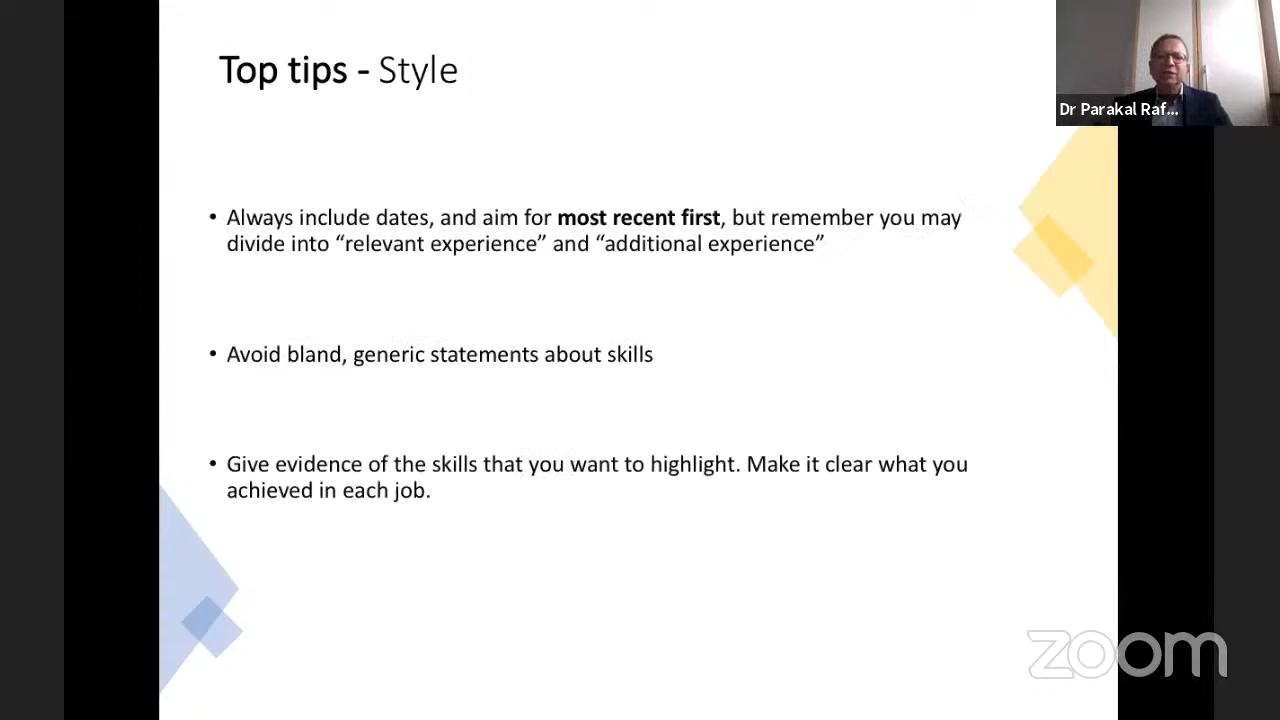 Top tips - Style
Dr Parakal Raf...
• Always include dates, and aim for most recent first, but remember you may
divide into “relevant experience” and “additional experience”
• Avoid bland, generic statements about skills
• Give evidence of the skills that you want to highlight. Make it clear what you
achieved in each job.
zoom